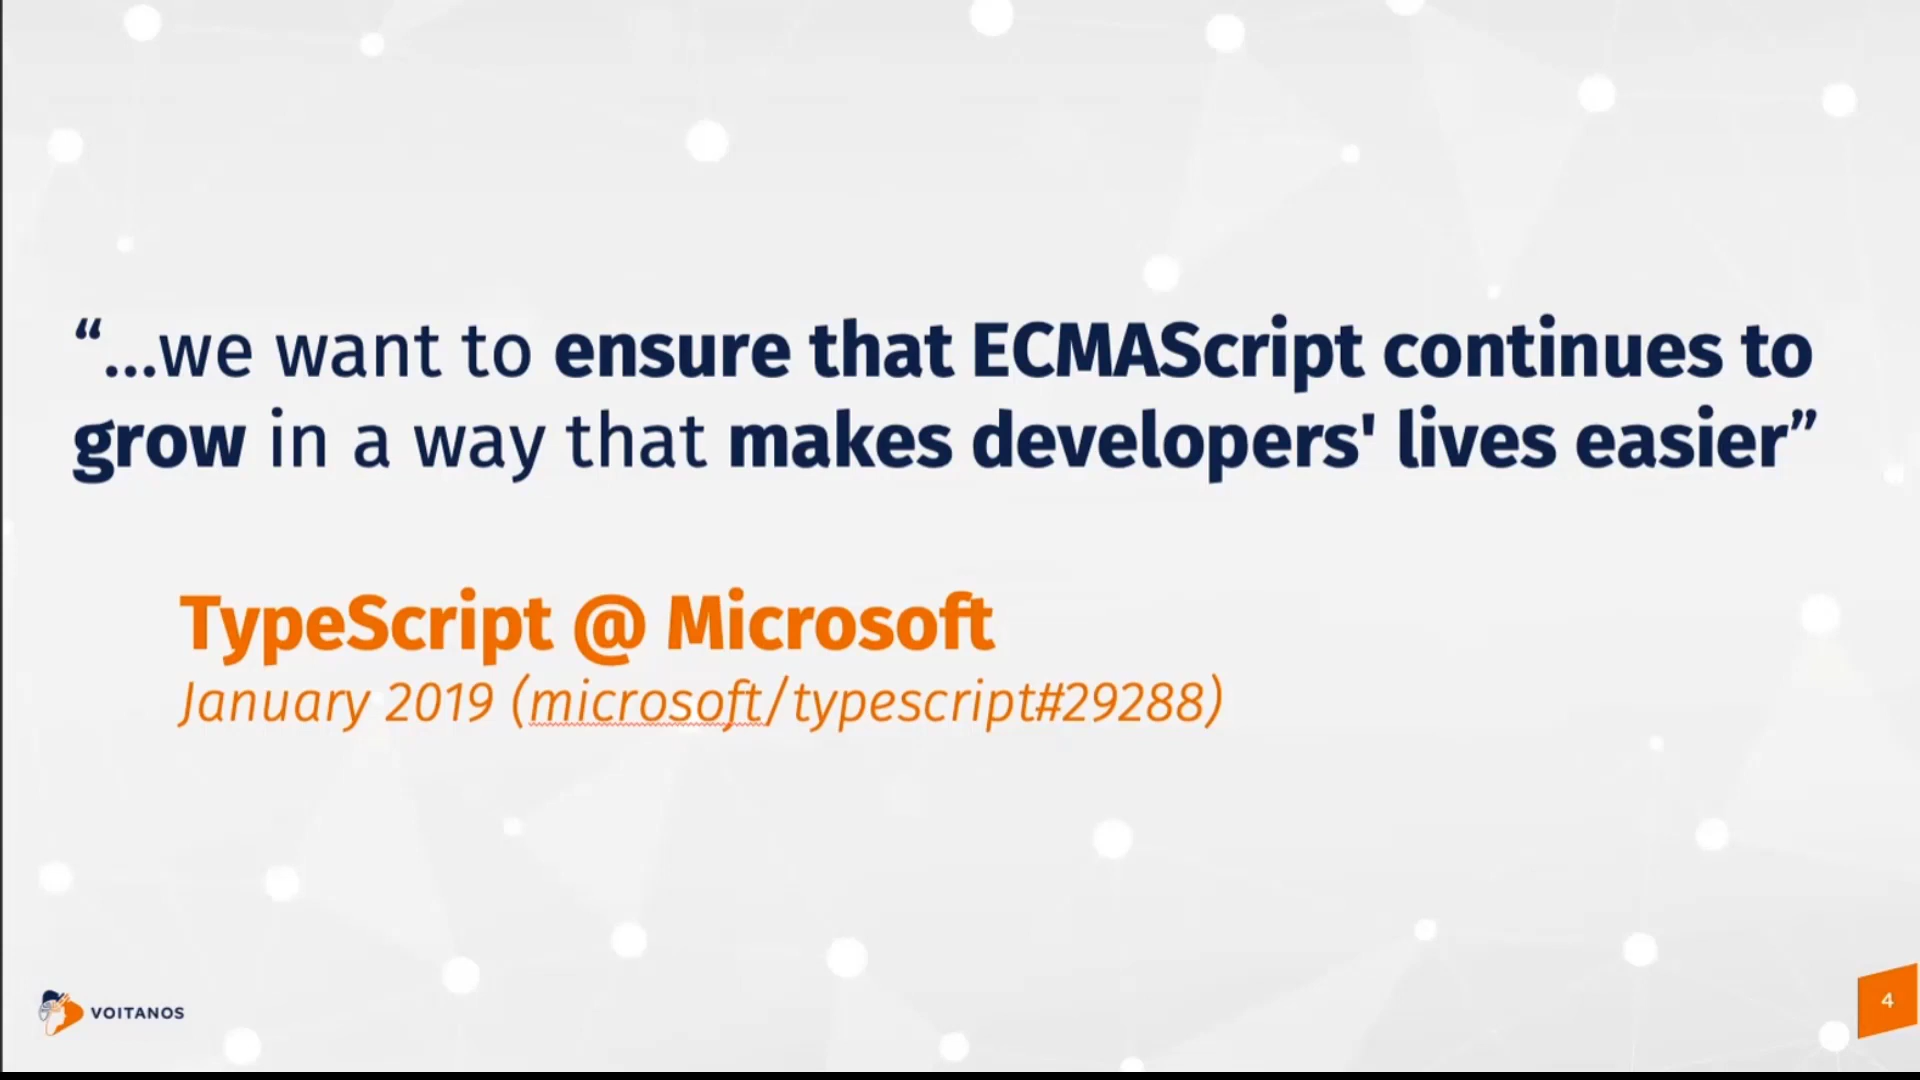 “...we want to ensure that ECMAScript continues to
grow in a way that makes developers' lives easier”
TypeScript @ Microsoft
January 2019 (microsoft/typescript#29288)
VOITANOS
4